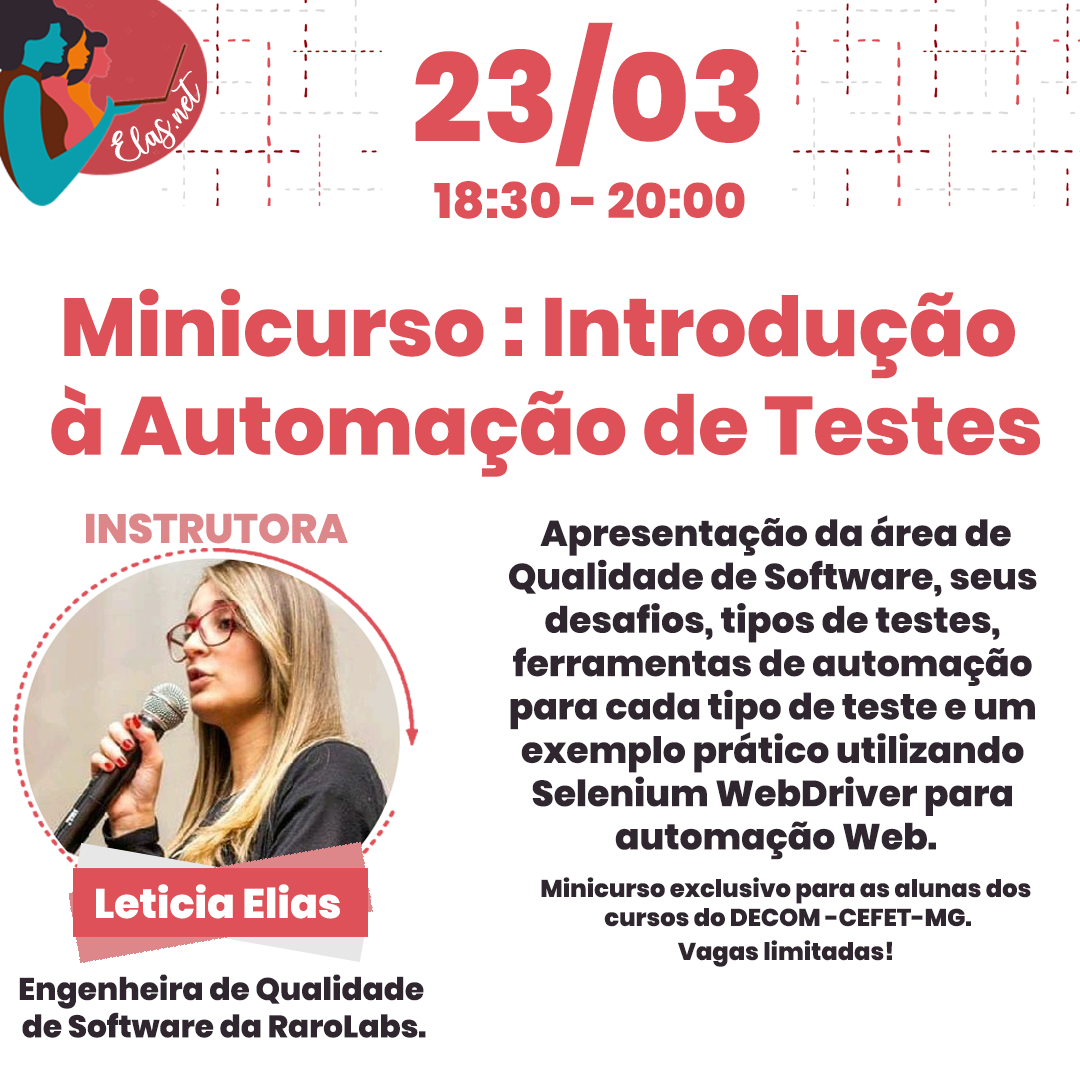 Elas.net
23/03
18:30 - 20:00
Minicurso : Introdução
à Automação de Testes
INSTRUTORA
Leticia Elias
Engenheira de Qualidade
de Software da RaroLabs.
Apresentação da área de
Qualidade de Software, seus
desafios, tipos de testes,
ferramentas de automação
para cada tipo de teste e um
exemplo prático utilizando
Selenium WebDriver para
automação Web.
Minicurso exclusivo para as alunas dos
cursos do DECOM -CEFET-MG.
Vagas limitadas!